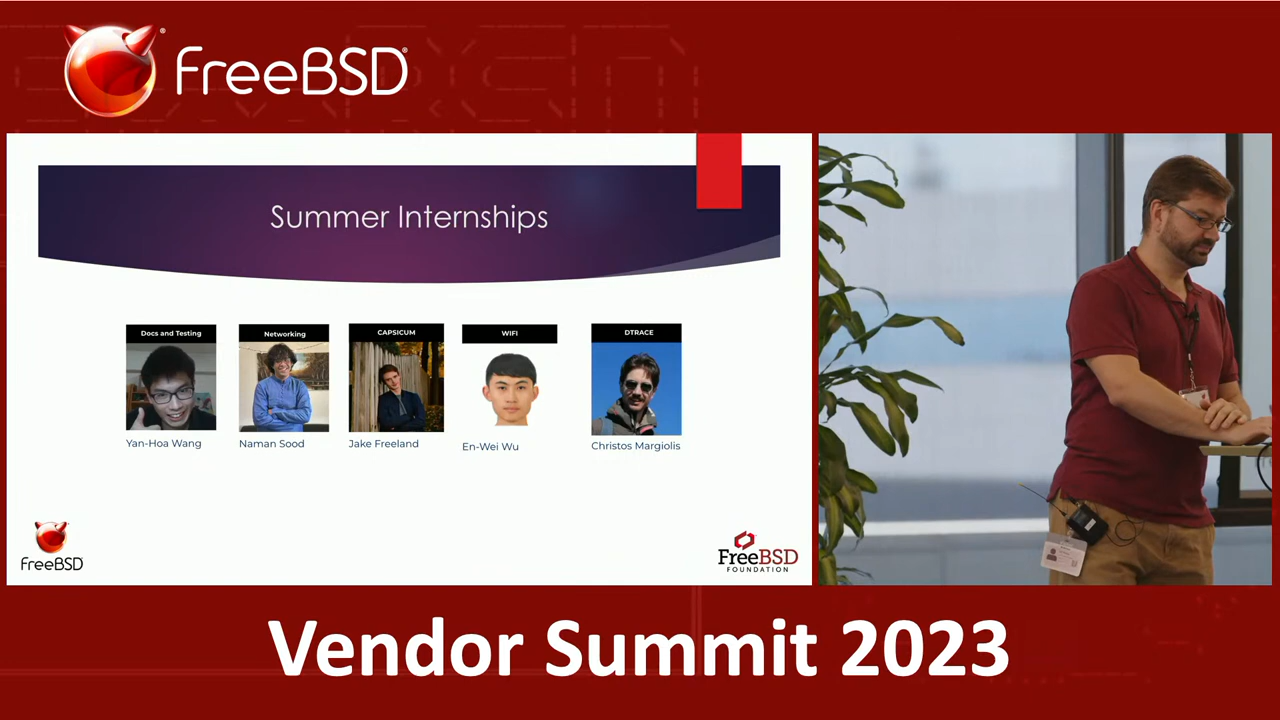 FreeBSD®
Summer Internships
Docs and Testing
Networking
CAPSICUM
WIFI
DTRACE
Yan-Hoa Wang
Naman Sood
Jake Freeland
En-Wei Wu
Christos Margiolis
FreeBSD
FreeBSD
FOUNDATION
Vendor Summit 2023